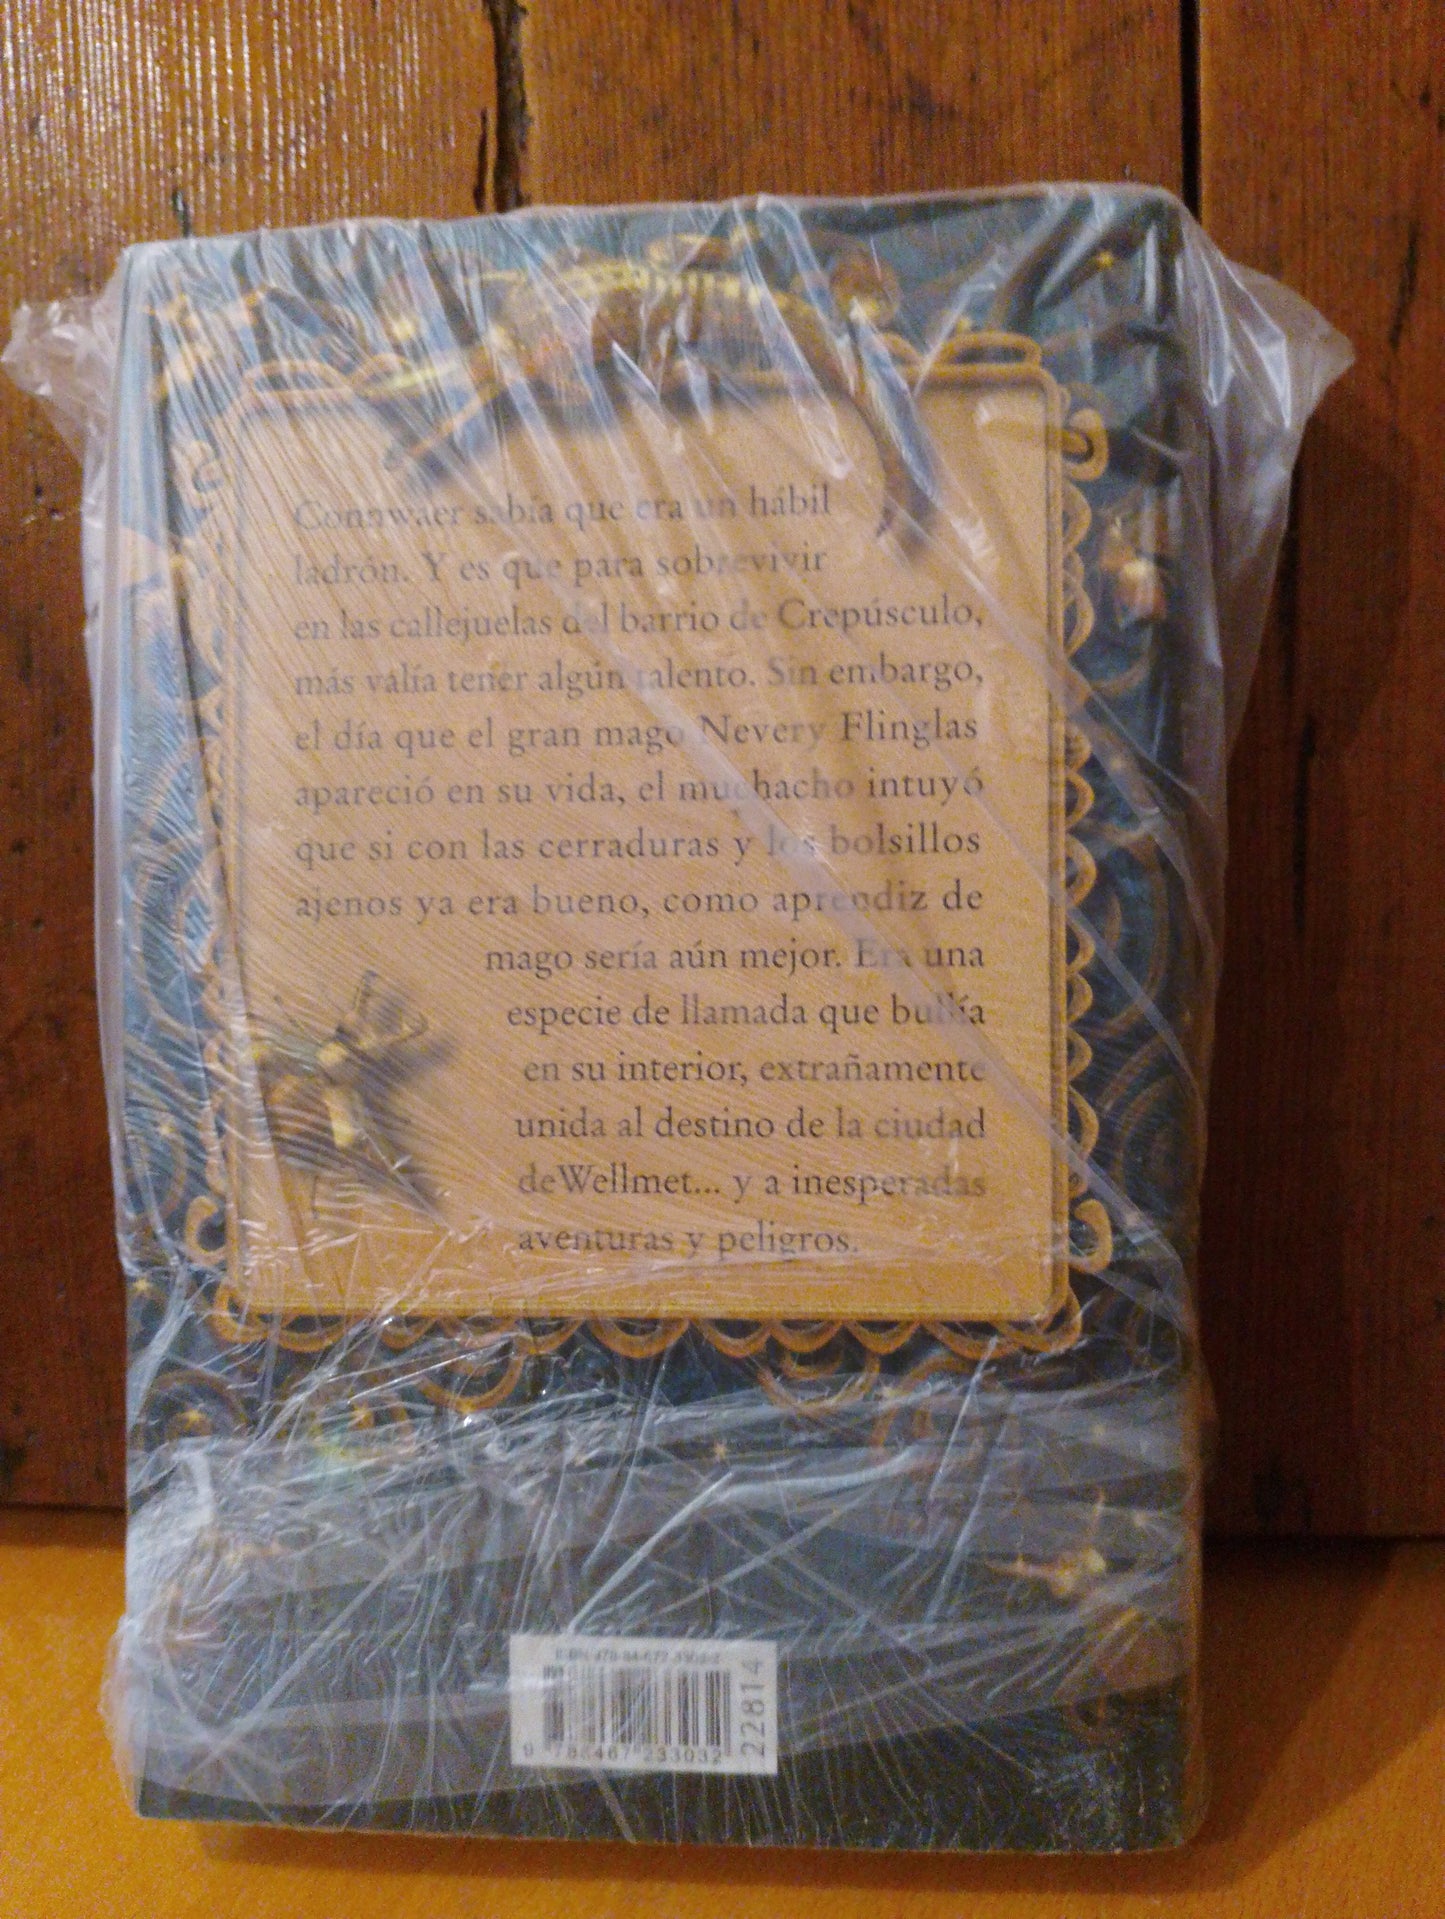 Connwaer sabía que era un hábil
ladrón. Y es que para sobrevivir
en las callejuelas del barrio de Crepúsculo,
más valía tener algún talento. Sin embargo,
el día que el gran mago Nevery Flinglas
apareció en su vida, el muchacho intuyó
que si con las cerraduras y los bolsillos
ajenos ya era bueno, como aprendiz de
mago sería aún mejor. Era una
especie de llamada que bullía
en su interior, extrañamente
unida al destino de la ciudad
deWellmet... y a inesperadas
aventuras y peligros.
9 788467 233032
22814